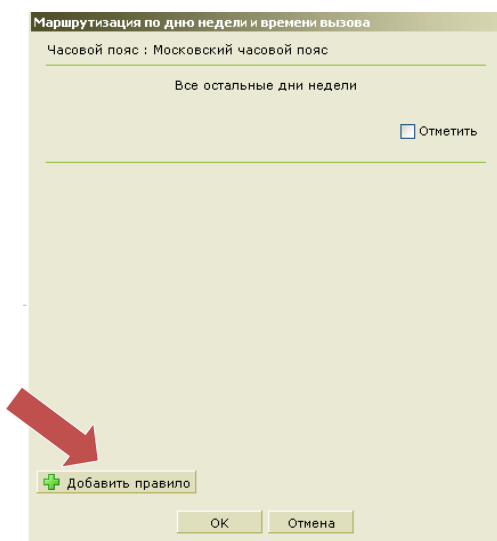 Маршрутизация по дню недели и времени вызова
Часовой пояс : Московский часовой пояс
Все остальные дни недели
Отметить
Добавить правило
ОК Отмена